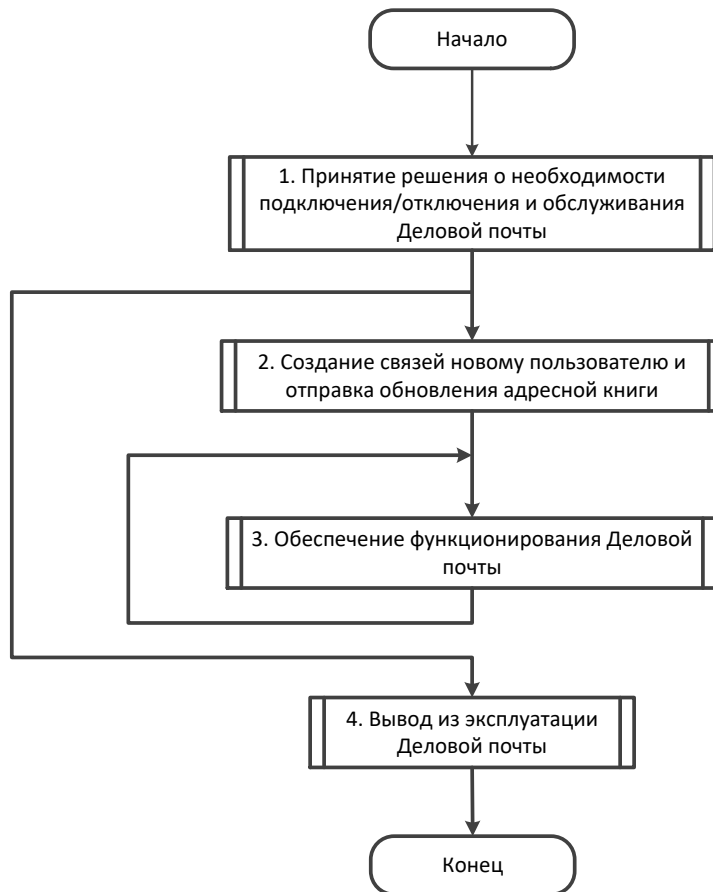 Начало
1. Принятие решения о необходимости
подключения/отключения и обслуживания
Деловой почты
2. Создание связей новому пользователю и
отправка обновления адресной книги
3. Обеспечение функционирования Деловой
почты
4. Вывод из эксплуатации
Деловой почты
Конец